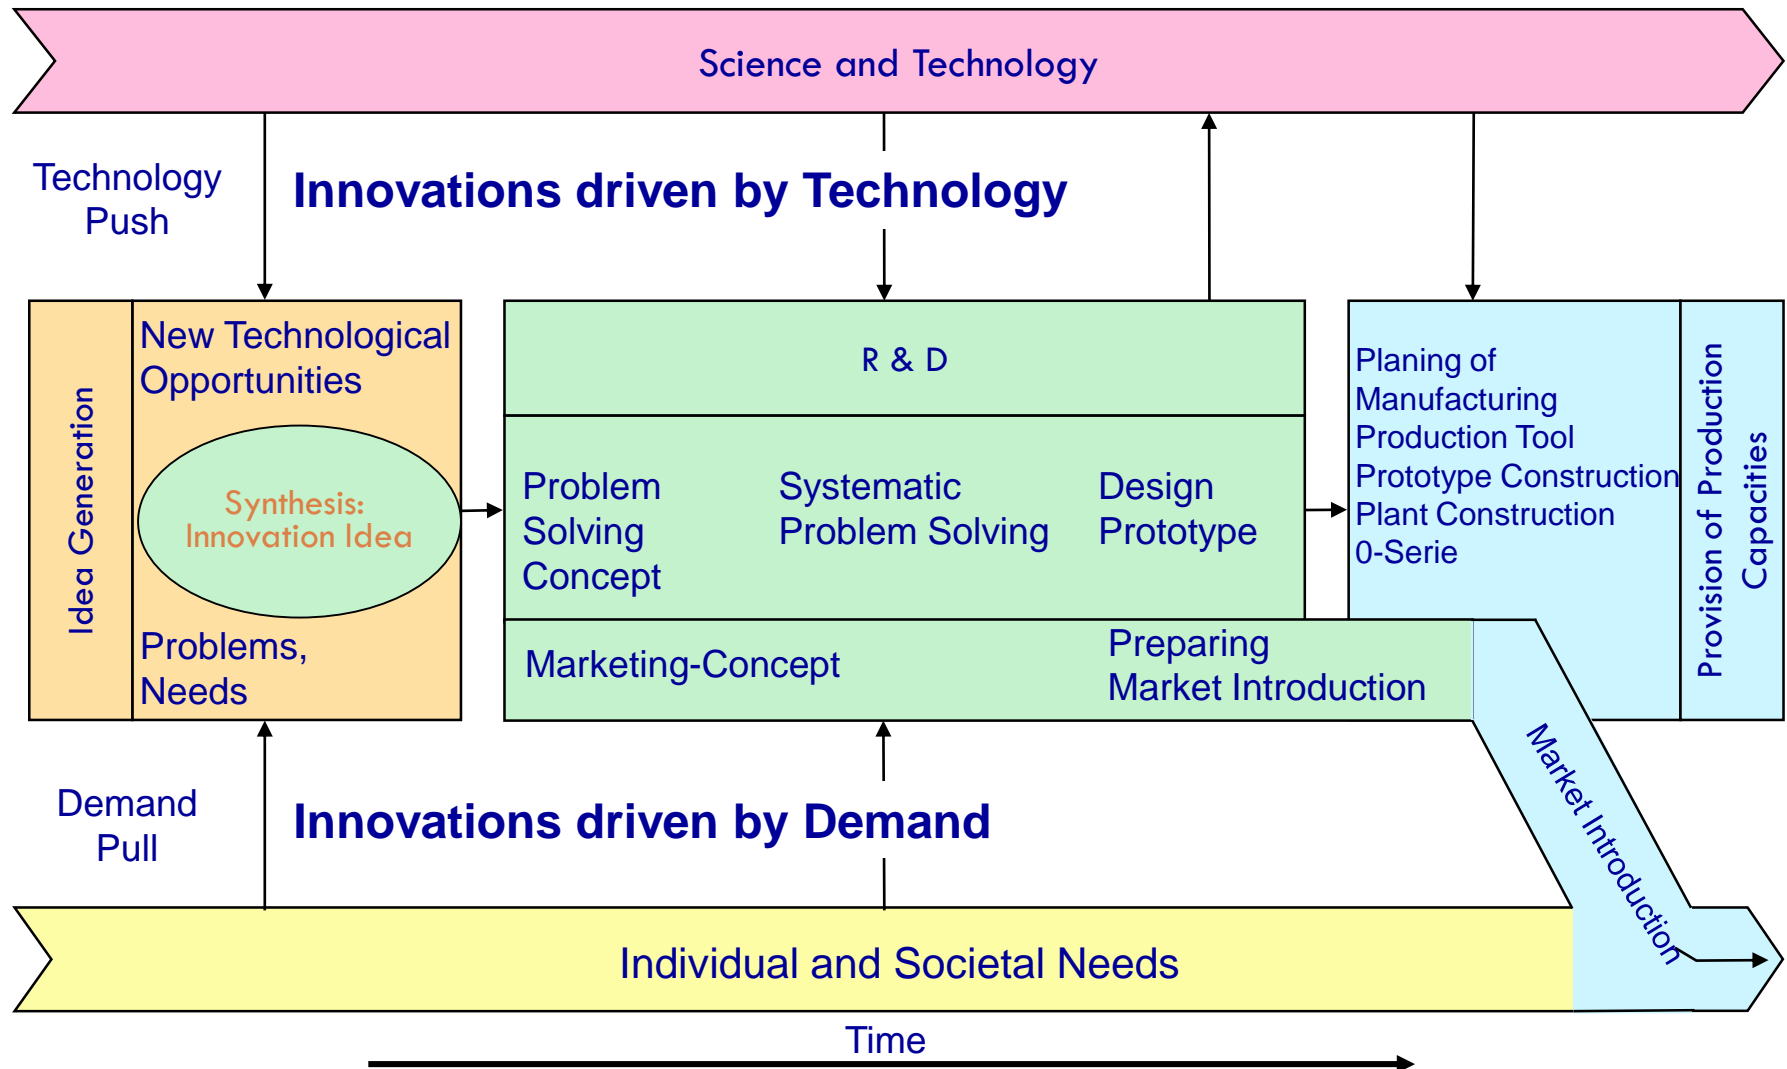 Science and Technology
Technology
Push
Innovations driven by Technology
Idea Generation
New Technological
Opportunities
Synthesis:
Innovation Idea
Problems,
Needs
R & D
Problem
Solving
Concept
Systematic
Problem Solving
Design
Prototype
Marketing-Concept
Preparing
Market Introduction
Planing of
Manufacturing
Production Tool
Prototype Construction
Plant Construction
0-Serie
Provision of Production
Capacities
Market Introduction
Demand
Pull
Innovations driven by Demand
Individual and Societal Needs
Time